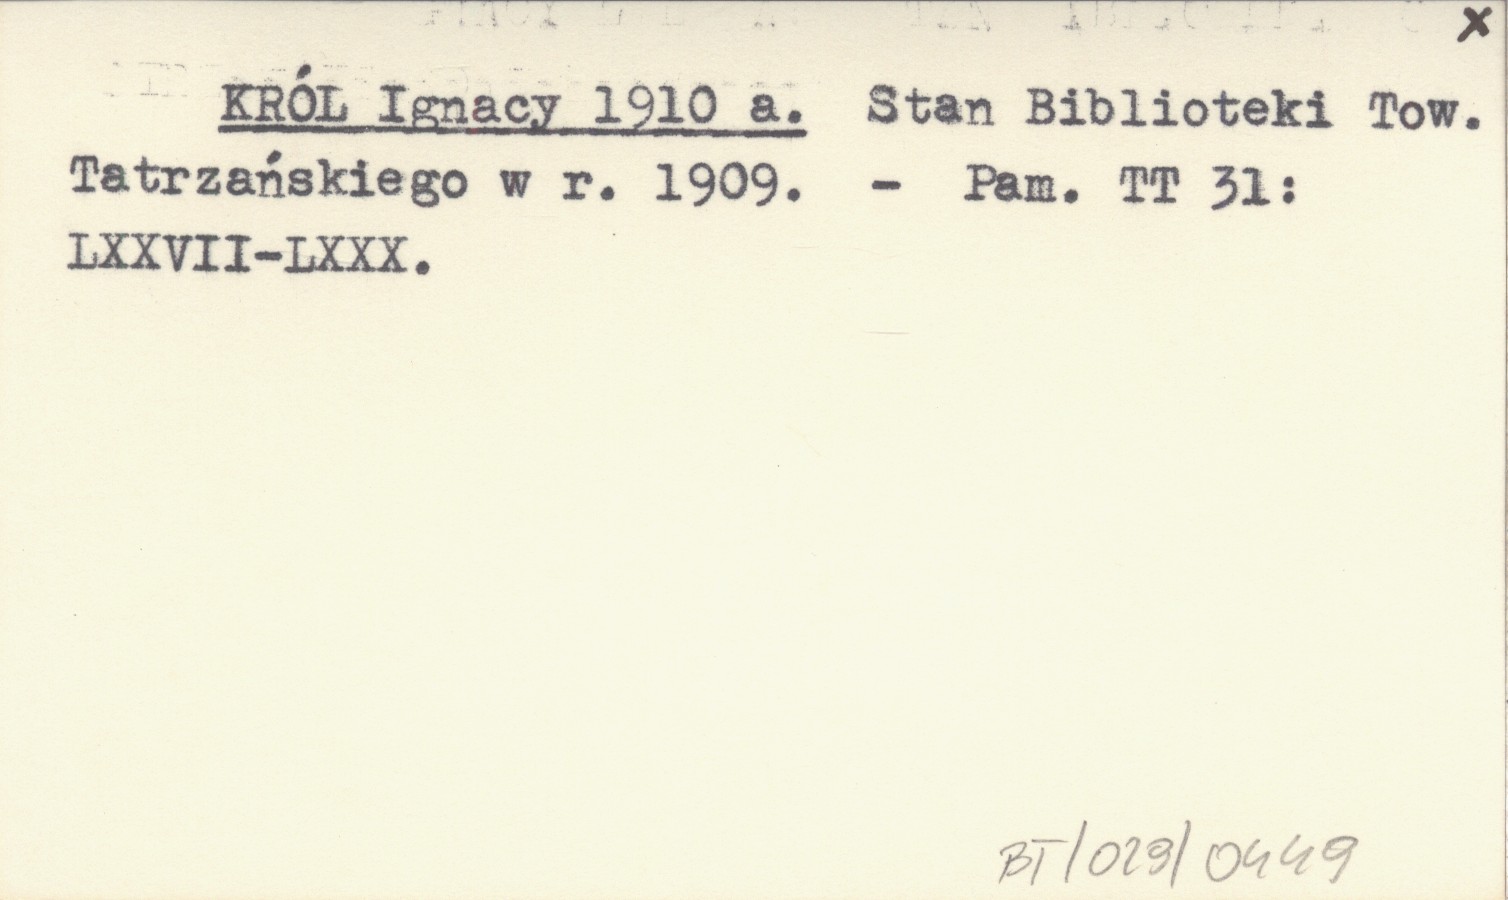 x
KRÓL Ignacy 1910 a. Stan Biblioteki Tow.
Tatrzańskiego w r. 1909. - Pam. TT 31:
LXXVII-LXXX.
BT/029/0449